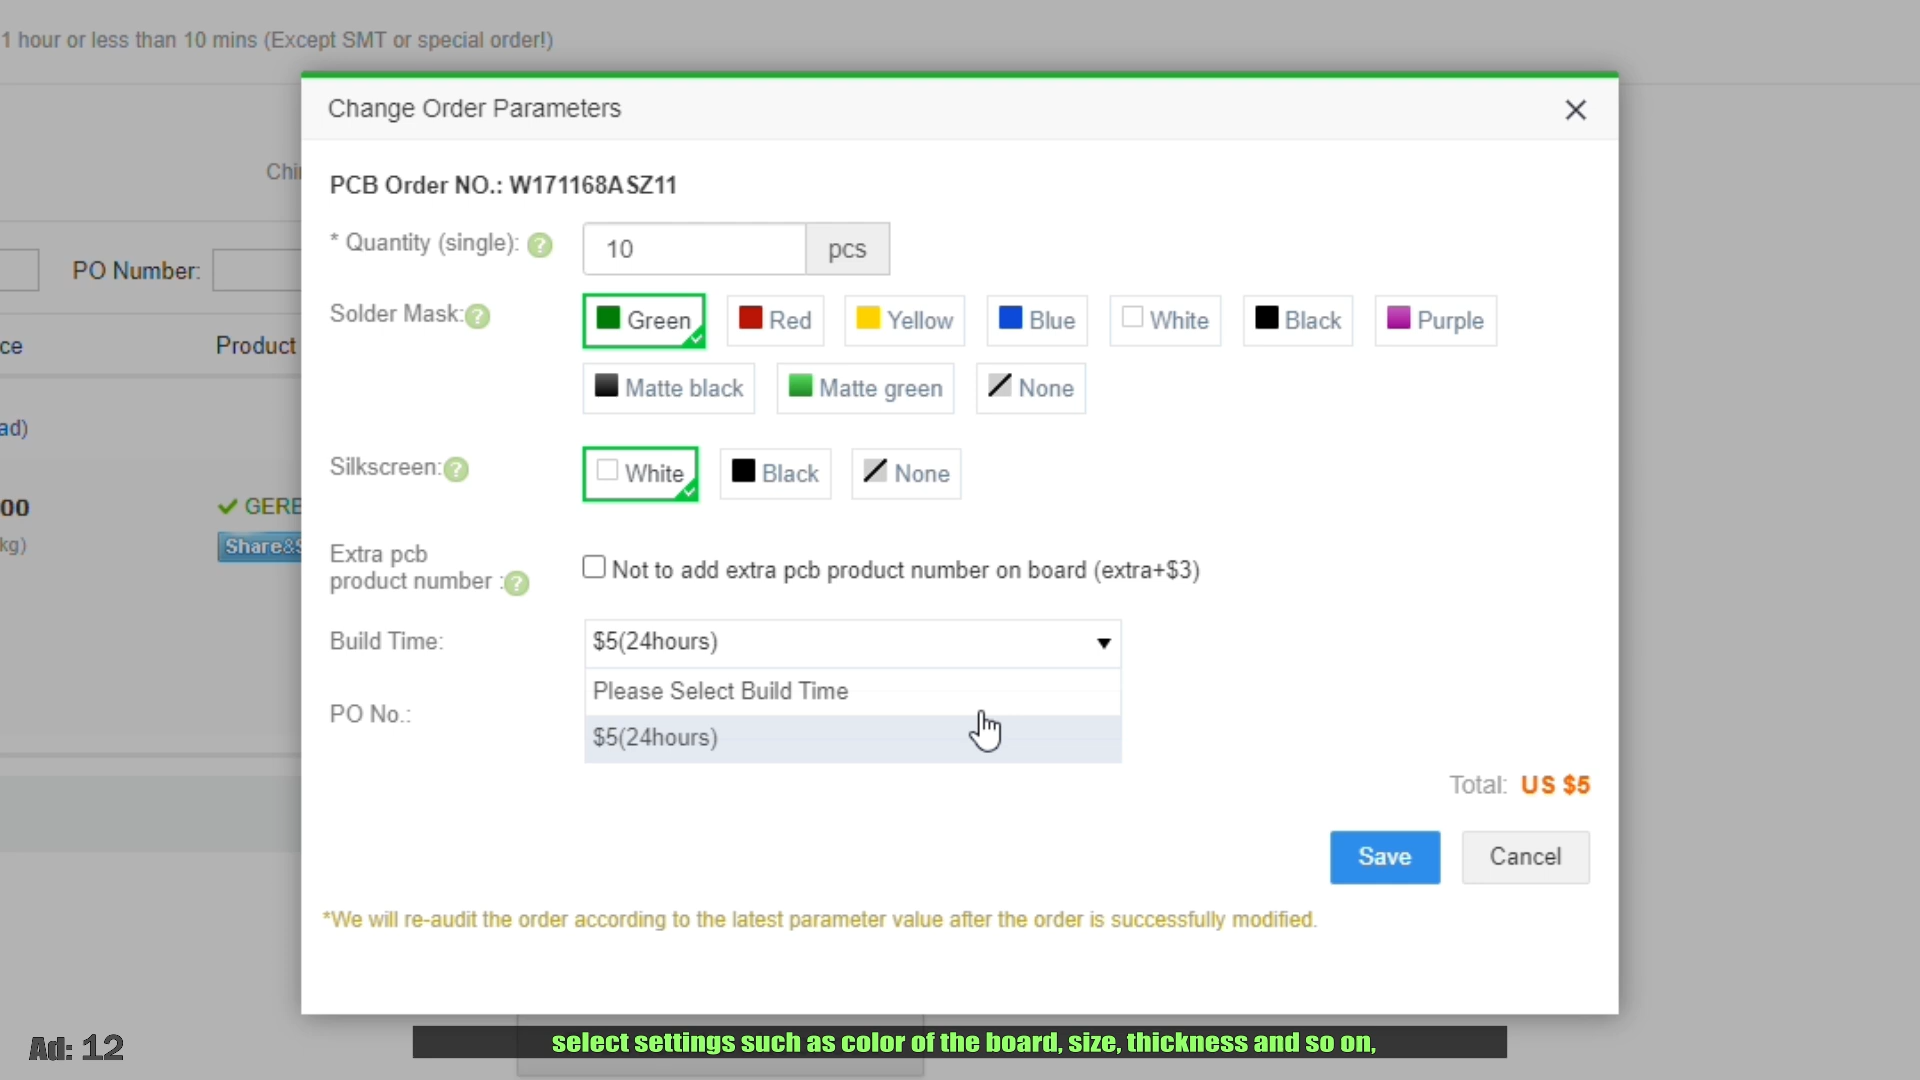 1 hour or less than 10 mins (Except SMT or special order!)
Change Order Parameters
Chi
PCB Order NO.: W171168ASZ11
* Quantity (single): ? 10 pcs
PO Number:
Solder Mask: ? Green Red Yellow Blue White Black Purple
ce Product
Matte black Matte green None
ad)
Silkscreen: ? White Black None
00 GERB
kg) Share&S
Extra pcb
product number : ? Not to add extra pcb product number on board (extra+$3)
Build Time: $5(24hours)
Please Select Build Time
PO No.:
$5(24hours)
Total: US $5
Save Cancel
*We will re-audit the order according to the latest parameter value after the order is successfully modified.
Ad: 12
select settings such as color of the board, size, thickness and so on,